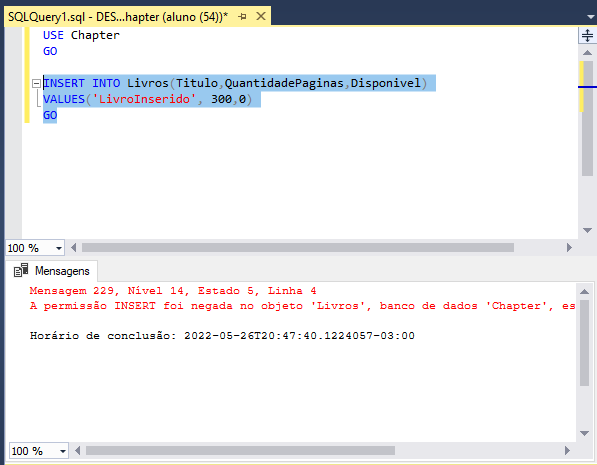 SQLQuery1.sql - DES...hapter (aluno (54))*
USE Chapter
GO
INSERT INTO Livros(Titulo,QuantidadePaginas,Disponivel)
VALUES('LivroInserido', 300,0)
GO
100 %
Mensagens
Mensagem 229, Nível 14, Estado 5, Linha 4
A permissão INSERT foi negada no objeto 'Livros', banco de dados 'Chapter', es
Horário de conclusão: 2022-05-26T20:47:40.1224057-03:00
100 %